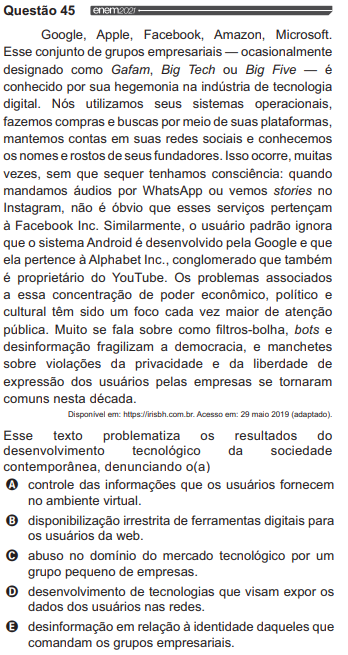 Questão 45 enem2021
Google, Apple, Facebook, Amazon, Microsoft.
Esse conjunto de grupos empresariais — ocasionalmente
designado como Gafam, Big Tech ou Big Five — é
conhecido por sua hegemonia na indústria de tecnologia
digital. Nós utilizamos seus sistemas operacionais,
fazemos compras e buscas por meio de suas plataformas,
mantemos contas em suas redes sociais e conhecemos
os nomes e rostos de seus fundadores. Isso ocorre, muitas
vezes, sem que sequer tenhamos consciência: quando
mandamos áudios por WhatsApp ou vemos stories no
Instagram, não é óbvio que esses serviços pertençam
à Facebook Inc. Similarmente, o usuário padrão ignora
que o sistema Android é desenvolvido pela Google e que
ela pertence à Alphabet Inc., conglomerado que também
é proprietário do YouTube. Os problemas associados
a essa concentração de poder econômico, político e
cultural têm sido um foco cada vez maior de atenção
pública. Muito se fala sobre como filtros-bolha, bots e
desinformação fragilizam a democracia, e manchetes
sobre violações da privacidade e da liberdade de
expressão dos usuários pelas empresas se tornaram
comuns nesta década.
Disponível em: https://irisbh.com.br. Acesso em: 29 maio 2019 (adaptado).
Esse texto problematiza os resultados do
desenvolvimento tecnológico da sociedade
contemporânea, denunciando o(a)
A controle das informações que os usuários fornecem
no ambiente virtual.
B disponibilização irrestrita de ferramentas digitais para
os usuários da web.
C abuso no domínio do mercado tecnológico por um
grupo pequeno de empresas.
D desenvolvimento de tecnologias que visam expor os
dados dos usuários nas redes.
E desinformação em relação à identidade daqueles que
comandam os grupos empresariais.